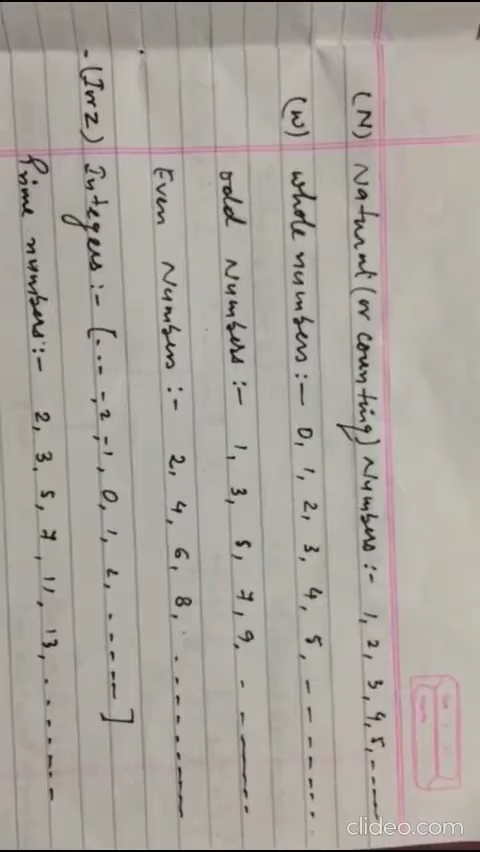 (N) Natural (or counting) Numbers:- 1, 2, 3, 4, 5, ----
(W) whole numbers:- 0, 1, 2, 3, 4, 5, -------
odd Numbers:- 1, 3, 5, 7, 9, ------
Even Numbers:- 2, 4, 6, 8, ---------
-(I or Z) Integers:- [...-, 2, -1, 0, 1, 2, -----]
Prime numbers:- 2, 3, 5, 7, 11, 13, -------
clideo.com